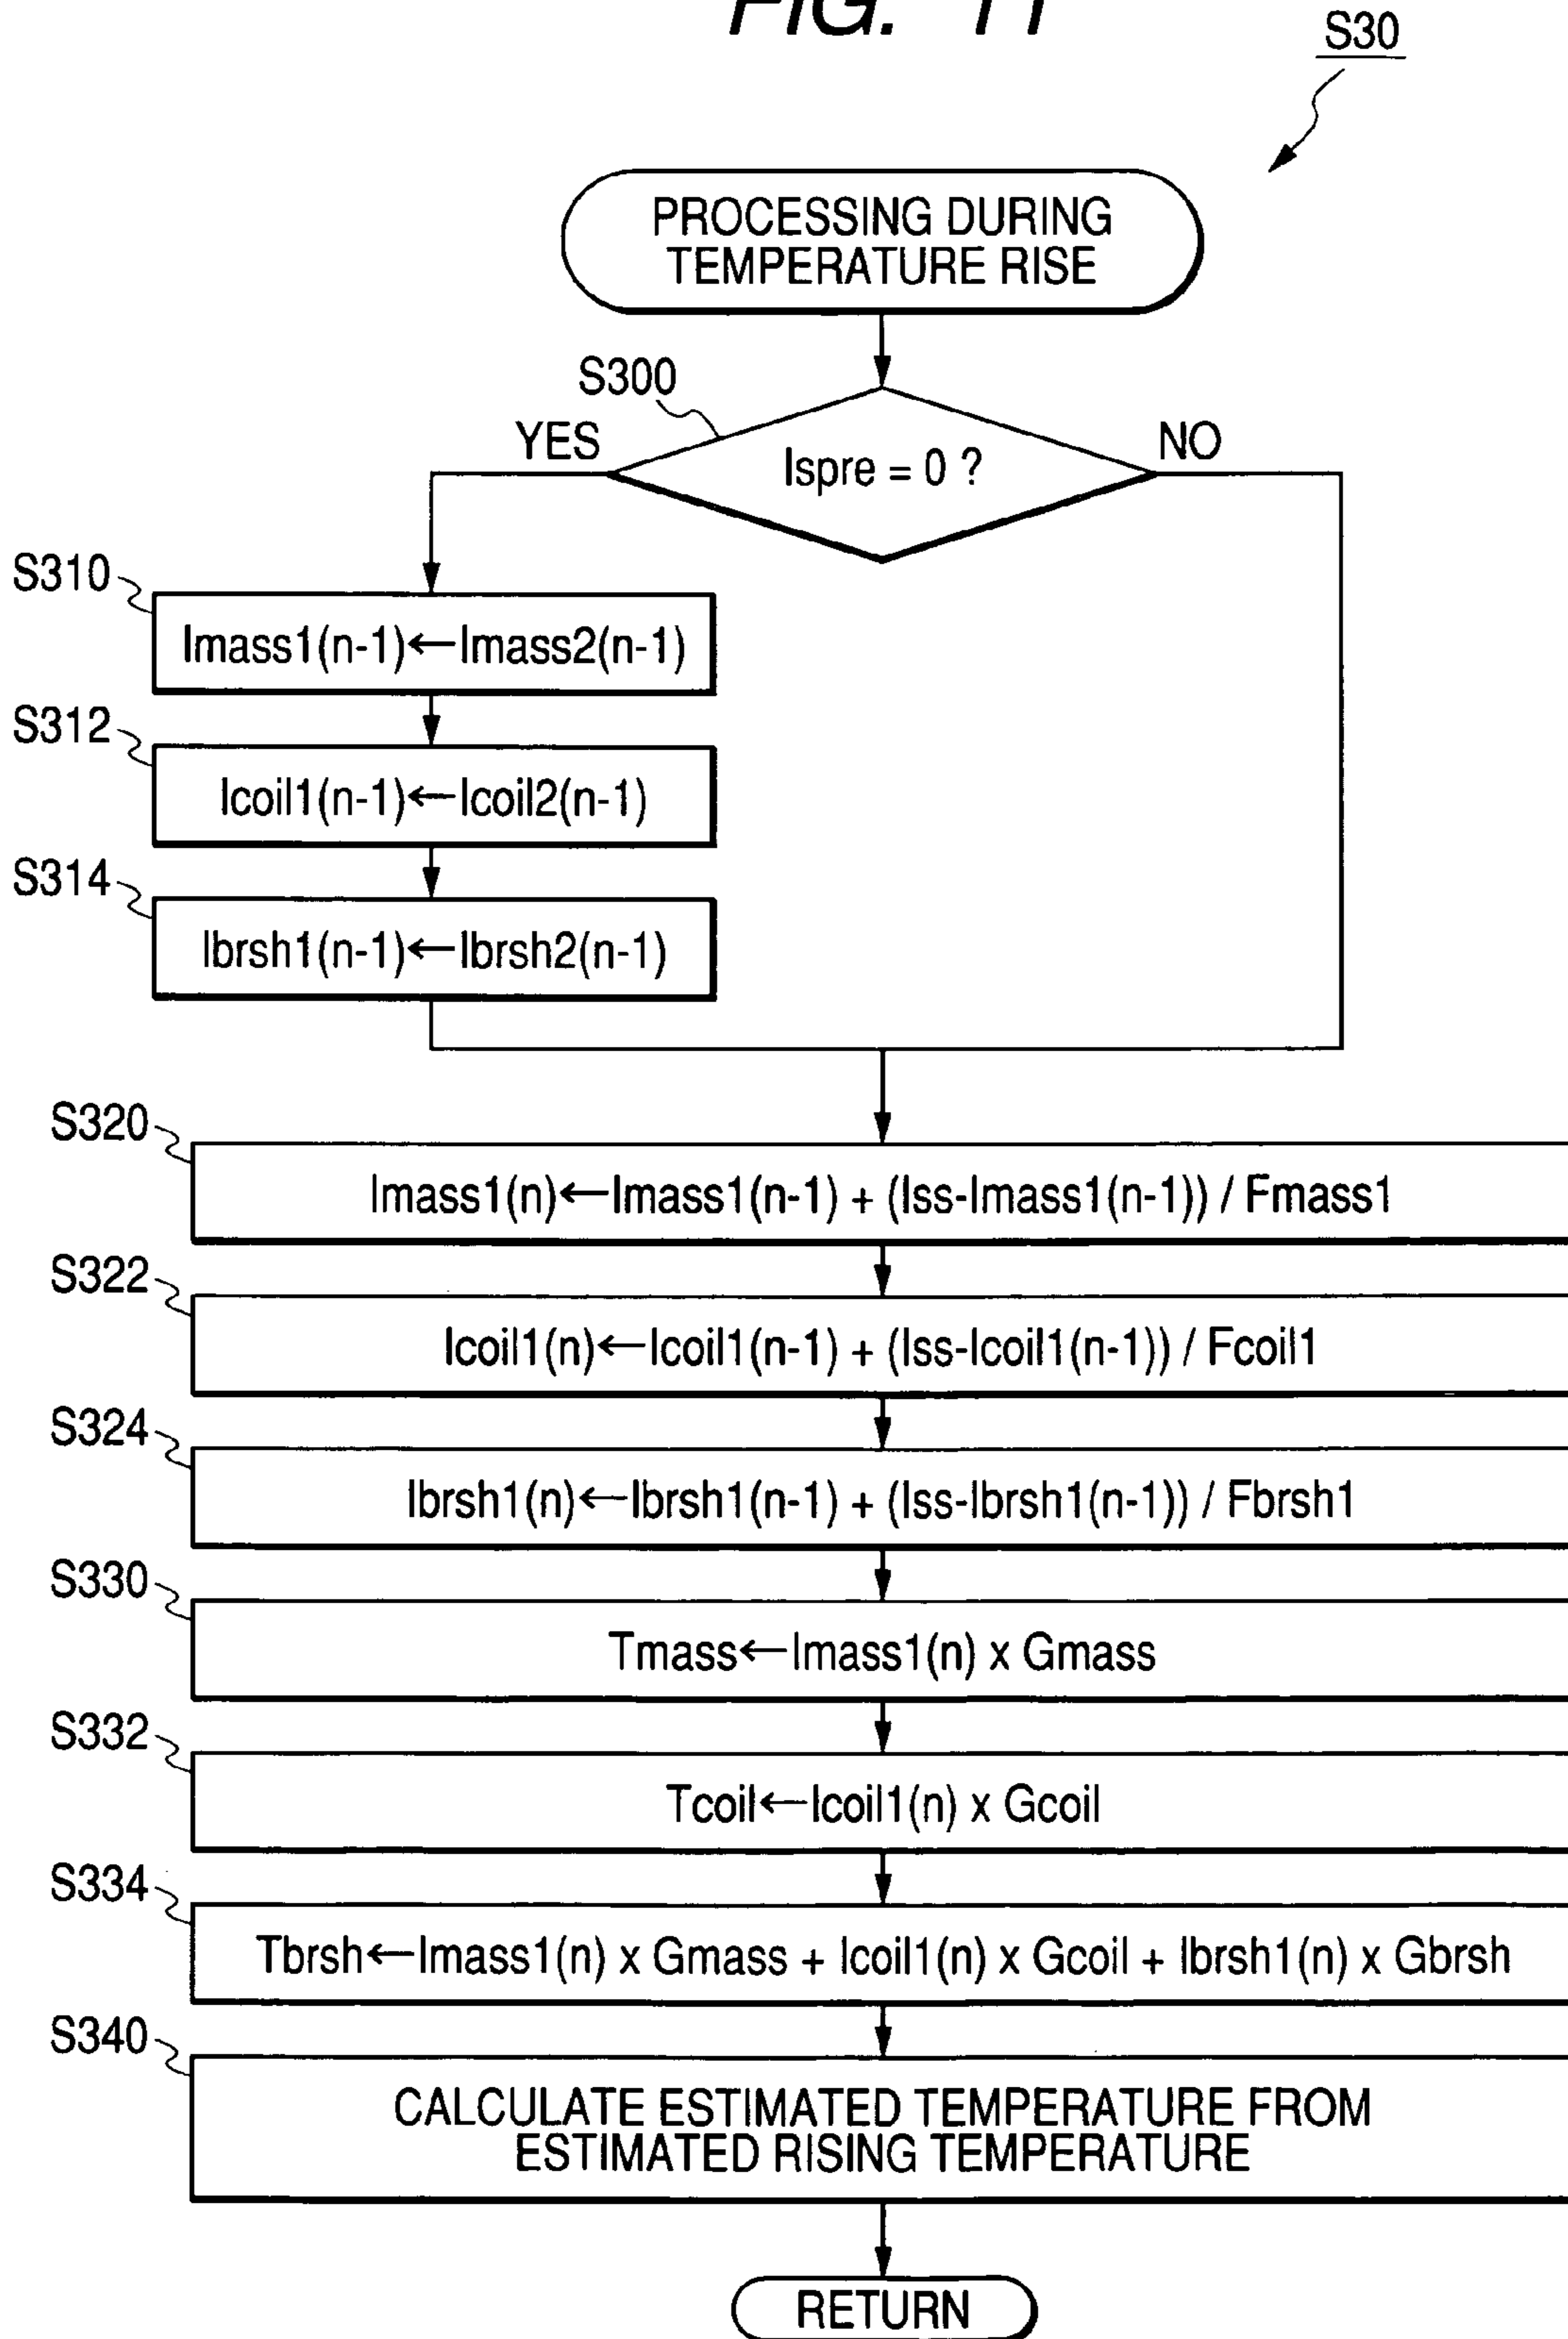 FIG. 11
S30
PROCESSING DURING
TEMPERATURE RISE
S300
YES
NO
Ispre = 0 ?
S310
Imass1(n-1)←Imass2(n-1)
S312
Icoil1(n-1)←Icoil2(n-1)
S314
Ibrsh1(n-1)←Ibrsh2(n-1)
S320
Imass1(n)←Imass1(n-1) + (Iss-Imass1(n-1)) / Fmass1
S322
Icoil1(n)←Icoil1(n-1) + (Iss-Icoil1(n-1)) / Fcoil1
S324
Ibrsh1(n)←Ibrsh1(n-1) + (Iss-Ibrsh1(n-1)) / Fbrsh1
S330
Tmass←Imass1(n) x Gmass
S332
Tcoil←Icoil1(n) x Gcoil
S334
Tbrsh←Imass1(n) x Gmass + Icoil1(n) x Gcoil + Ibrsh1(n) x Gbrsh
S340
CALCULATE ESTIMATED TEMPERATURE FROM
ESTIMATED RISING TEMPERATURE
RETURN